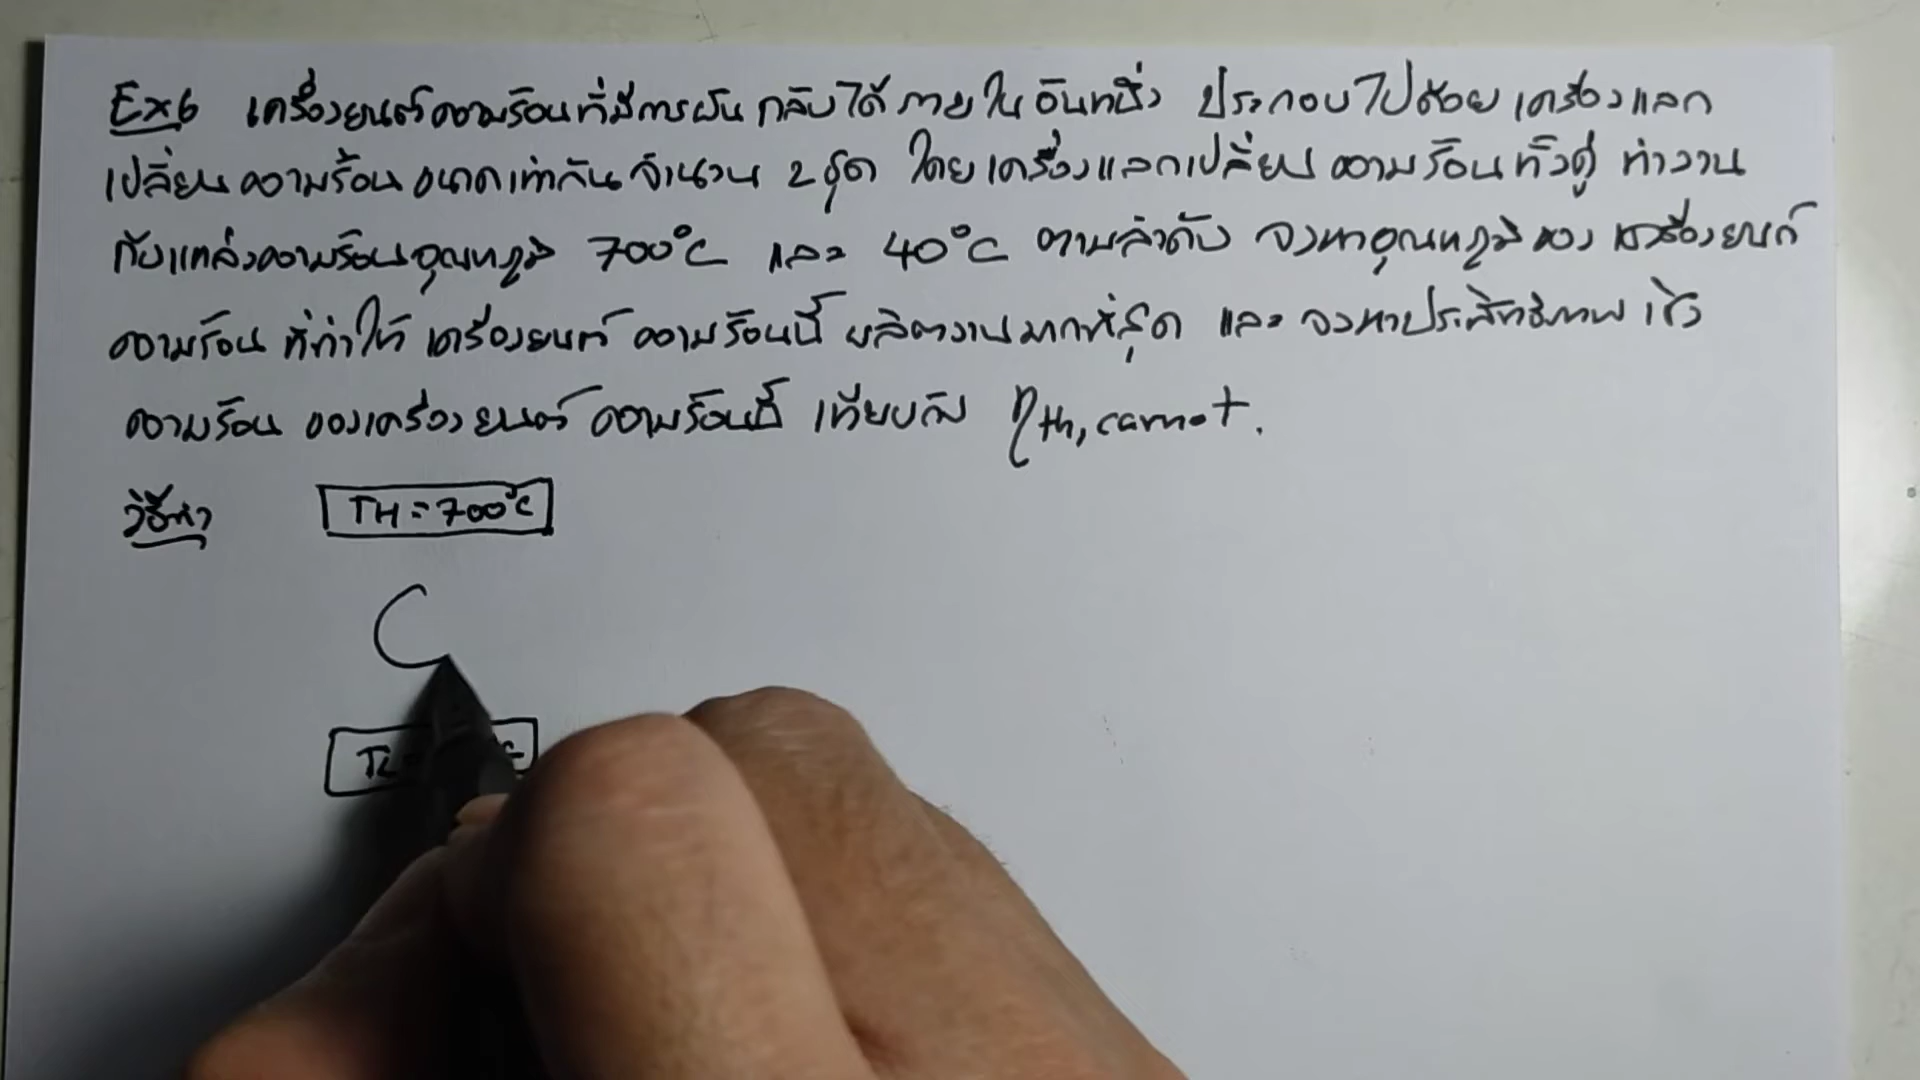 Ex6 เครื่องยนต์ความร้อนที่มีการผันกลับได้ภายในอันหนึ่ง ประกอบไปด้วยเครื่องแลก
เปลี่ยนความร้อนขนาดเท่ากันจำนวน 2 ชุด โดยเครื่องแลกเปลี่ยนความร้อนทั้งคู่ ทำงาน
กับแหล่งความร้อนอุณหภูมิ 700°C และ 40°C ตามลำดับ จงหาอุณหภูมิของเครื่องยนต์
ความร้อน ที่ทำให้เครื่องยนต์ความร้อนนี้ผลิตงานมากที่สุด และจงหาประสิทธิภาพเชิง
ความร้อนของเครื่องยนต์ความร้อนนี้ เทียบกับ ηth, carnot.
วิธีทำ TH = 700°C
TL =